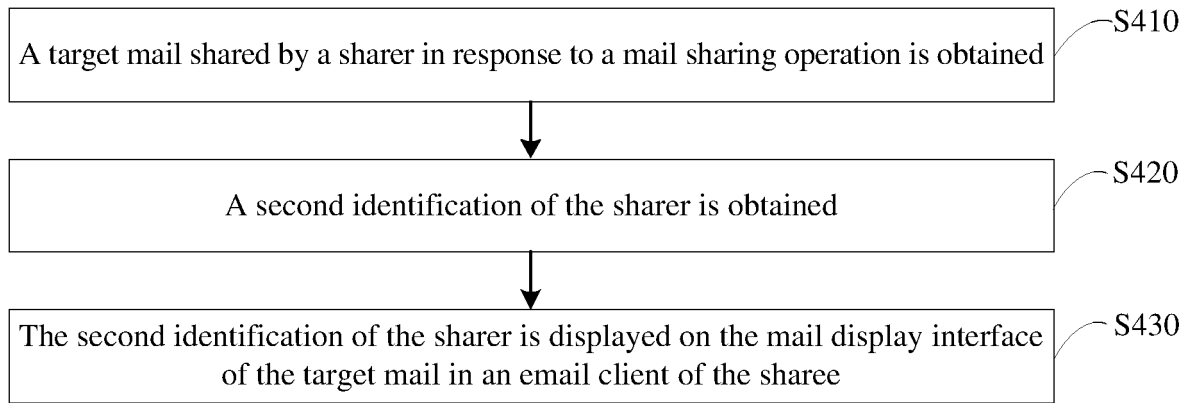 S410
A target mail shared by a sharer in response to a mail sharing operation is obtained
S420
A second identification of the sharer is obtained
S430
The second identification of the sharer is displayed on the mail display interface
of the target mail in an email client of the sharee